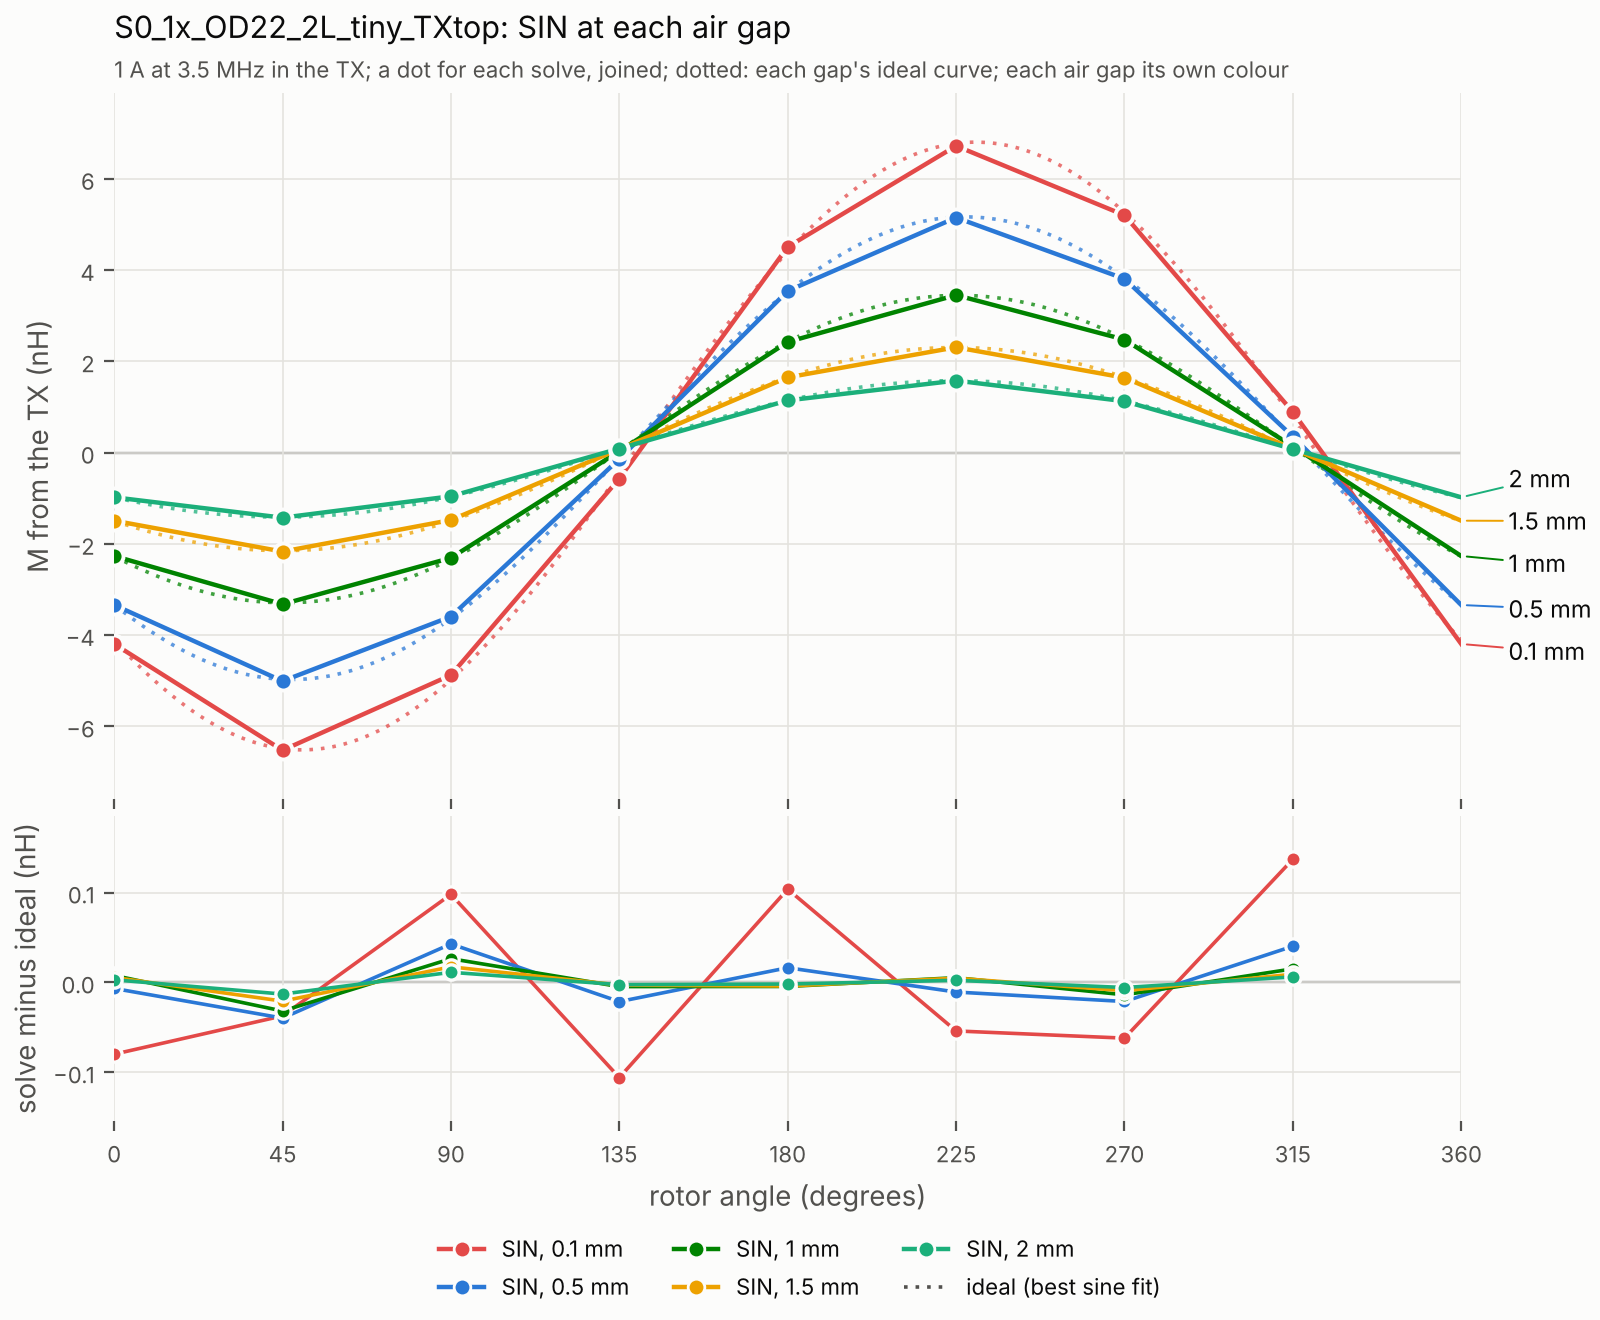 S0_1x_OD22_2L_tiny_TXtop: SIN at each air gap
1 A at 3.5 MHz in the TX; a dot for each solve, joined; dotted: each gap's ideal curve; each air gap its own colour
M from the TX (nH)
6
4
2
0
−2
−4
−6
2 mm
1.5 mm
1 mm
0.5 mm
0.1 mm
solve minus ideal (nH)
0.1
0.0
−0.1
0 45 90 135 180 225 270 315 360
rotor angle (degrees)
SIN, 0.1 mm SIN, 1 mm SIN, 2 mm
SIN, 0.5 mm SIN, 1.5 mm ideal (best sine fit)